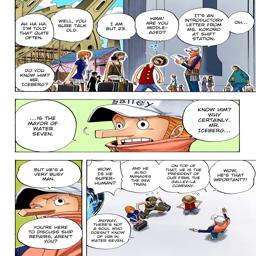 OH...
IT'S AN
INTRODUCTORY
LETTER FROM
MS. KOKORO
AT SHIFT
STATION.
HMM!
ARE YOU
MIDDLE-
AGED?
I AM
BUT 23.
WELL, YOU
SURE TALK
OLD.
AH HA
HA.
I'M TOLD
THAT QUITE
OFTEN.
DO YOU
KNOW HIM?
MR.
ICEBERG?
KNOW
HIM? WHY
CERTAINLY.
MR.
ICEBERG...
Galley
...IS THE
MAYOR OF
WATER
SEVEN.
WOW,
HE'S THAT
IMPORTANT?!
ON TOP OF
THAT, HE IS THE
PRESIDENT OF
OUR FIRM, THE
GALLEY-LA
COMPANY.
AND HE
ALSO
MANAGES
THE SEA
TRAIN.
WOW,
IS HE
SUPER-
HUMAN?
ANYWAY,
THERE'S NOT
A SOUL WHO
DOESN'T KNOW
OF HIM IN
WATER SEVEN.
BUT HE'S
A VERY
BUSY
MAN.
YOU'RE HERE
TO DISCUSS SHIP
REPAIRS, AREN'T
YOU?